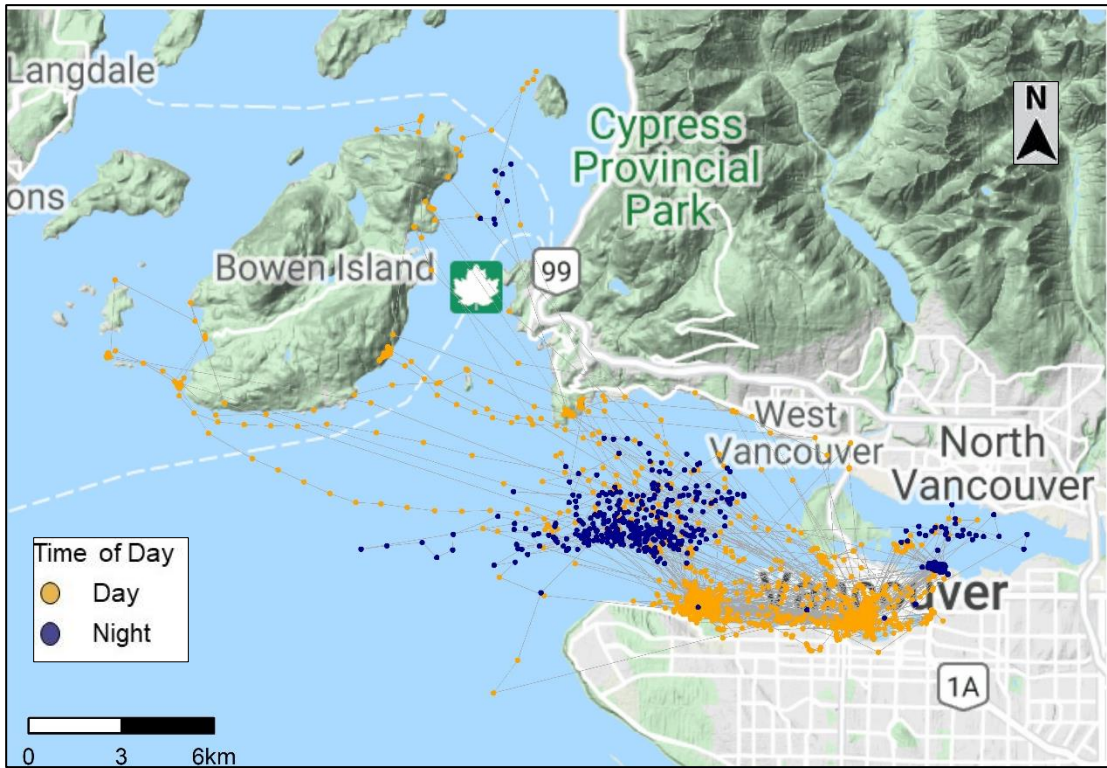 Langdale
ons
Cypress
Provincial
Park
N
Bowen Island
99
West
Vancouver
North
Vancouver
Vancouver
1A
Time of Day
Day
Night
0 3 6km